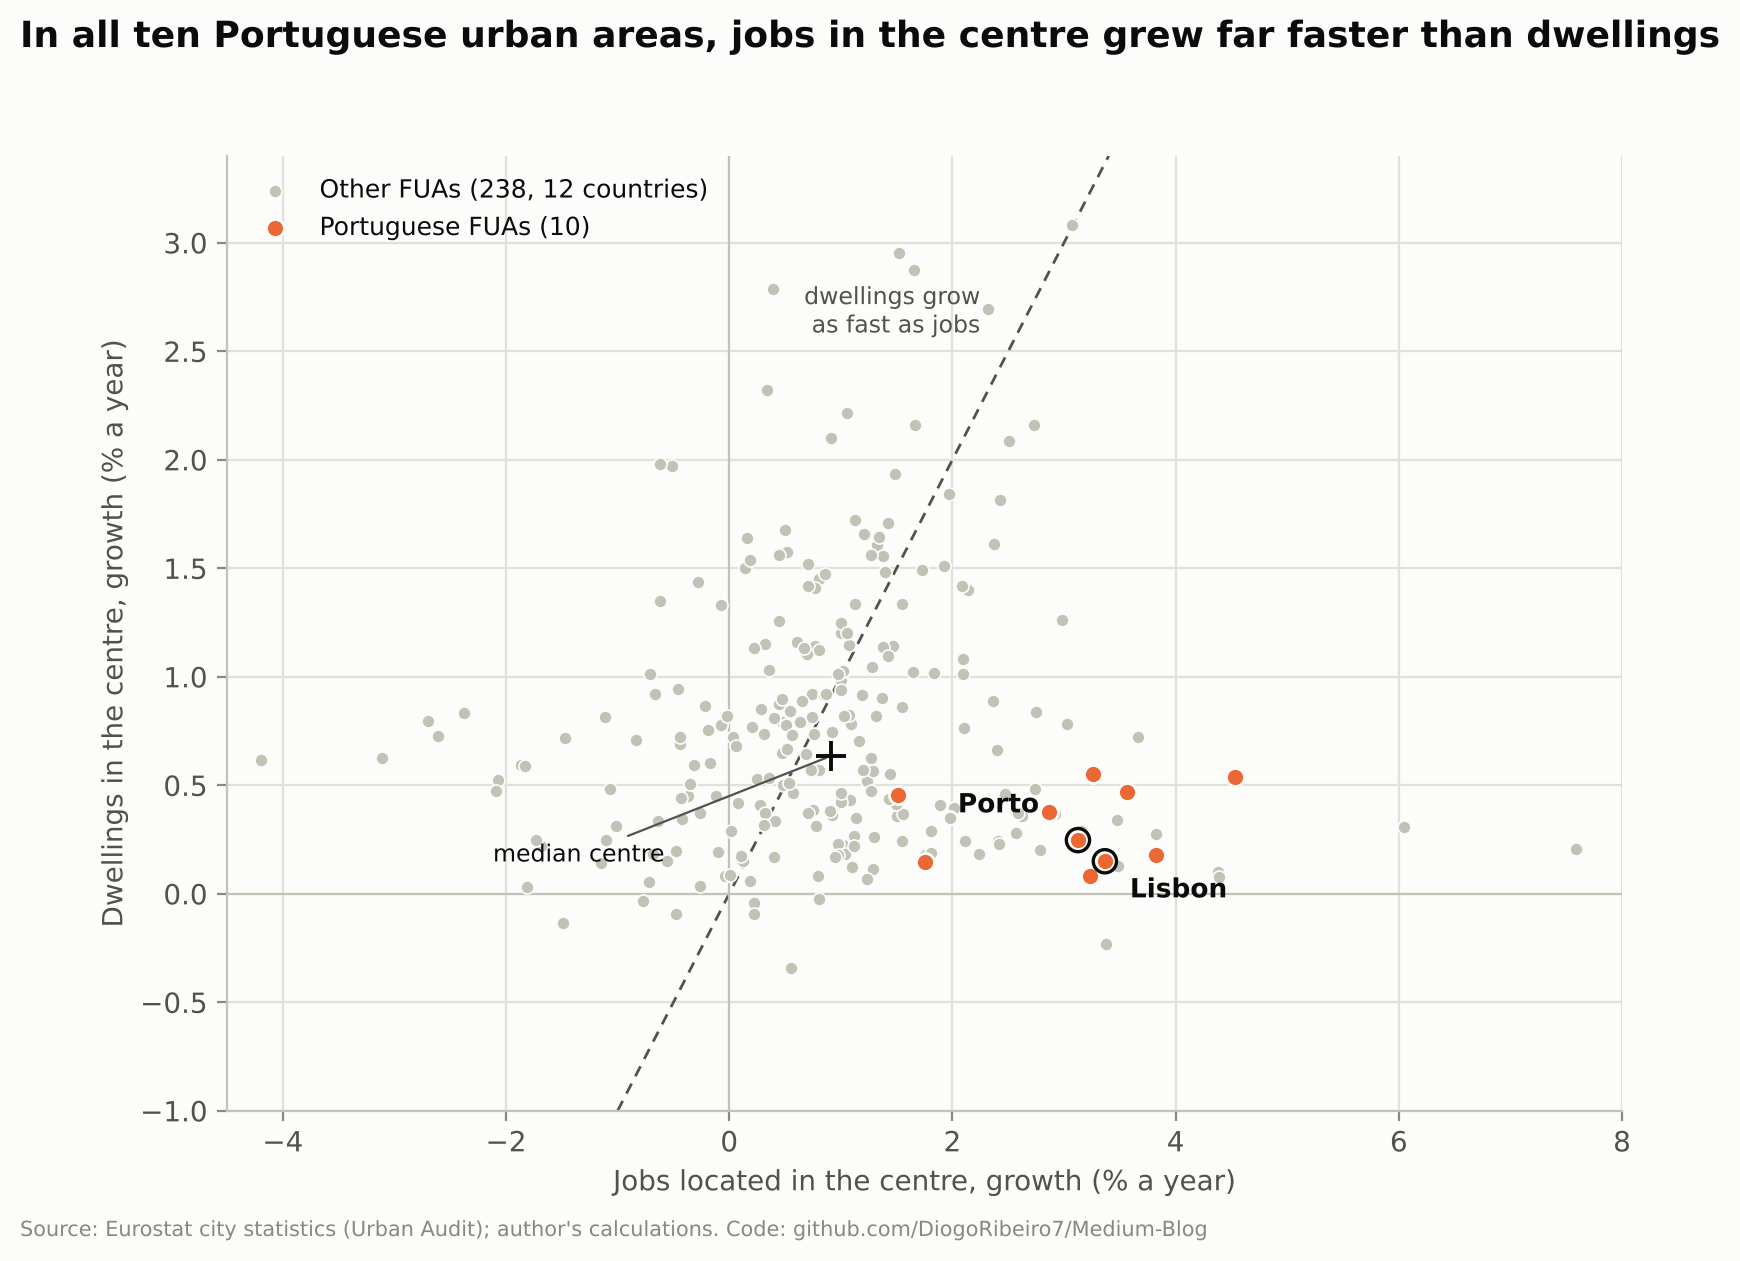 In all ten Portuguese urban areas, jobs in the centre grew far faster than dwellings
Other FUAs (238, 12 countries)
Portuguese FUAs (10)
dwellings grow
as fast as jobs
Porto
median centre
Lisbon
3.0
2.5
2.0
1.5
1.0
0.5
0.0
−0.5
−1.0
Dwellings in the centre, growth (% a year)
−4
−2
0
2
4
6
8
Jobs located in the centre, growth (% a year)
Source: Eurostat city statistics (Urban Audit); author's calculations. Code: github.com/DiogoRibeiro7/Medium-Blog